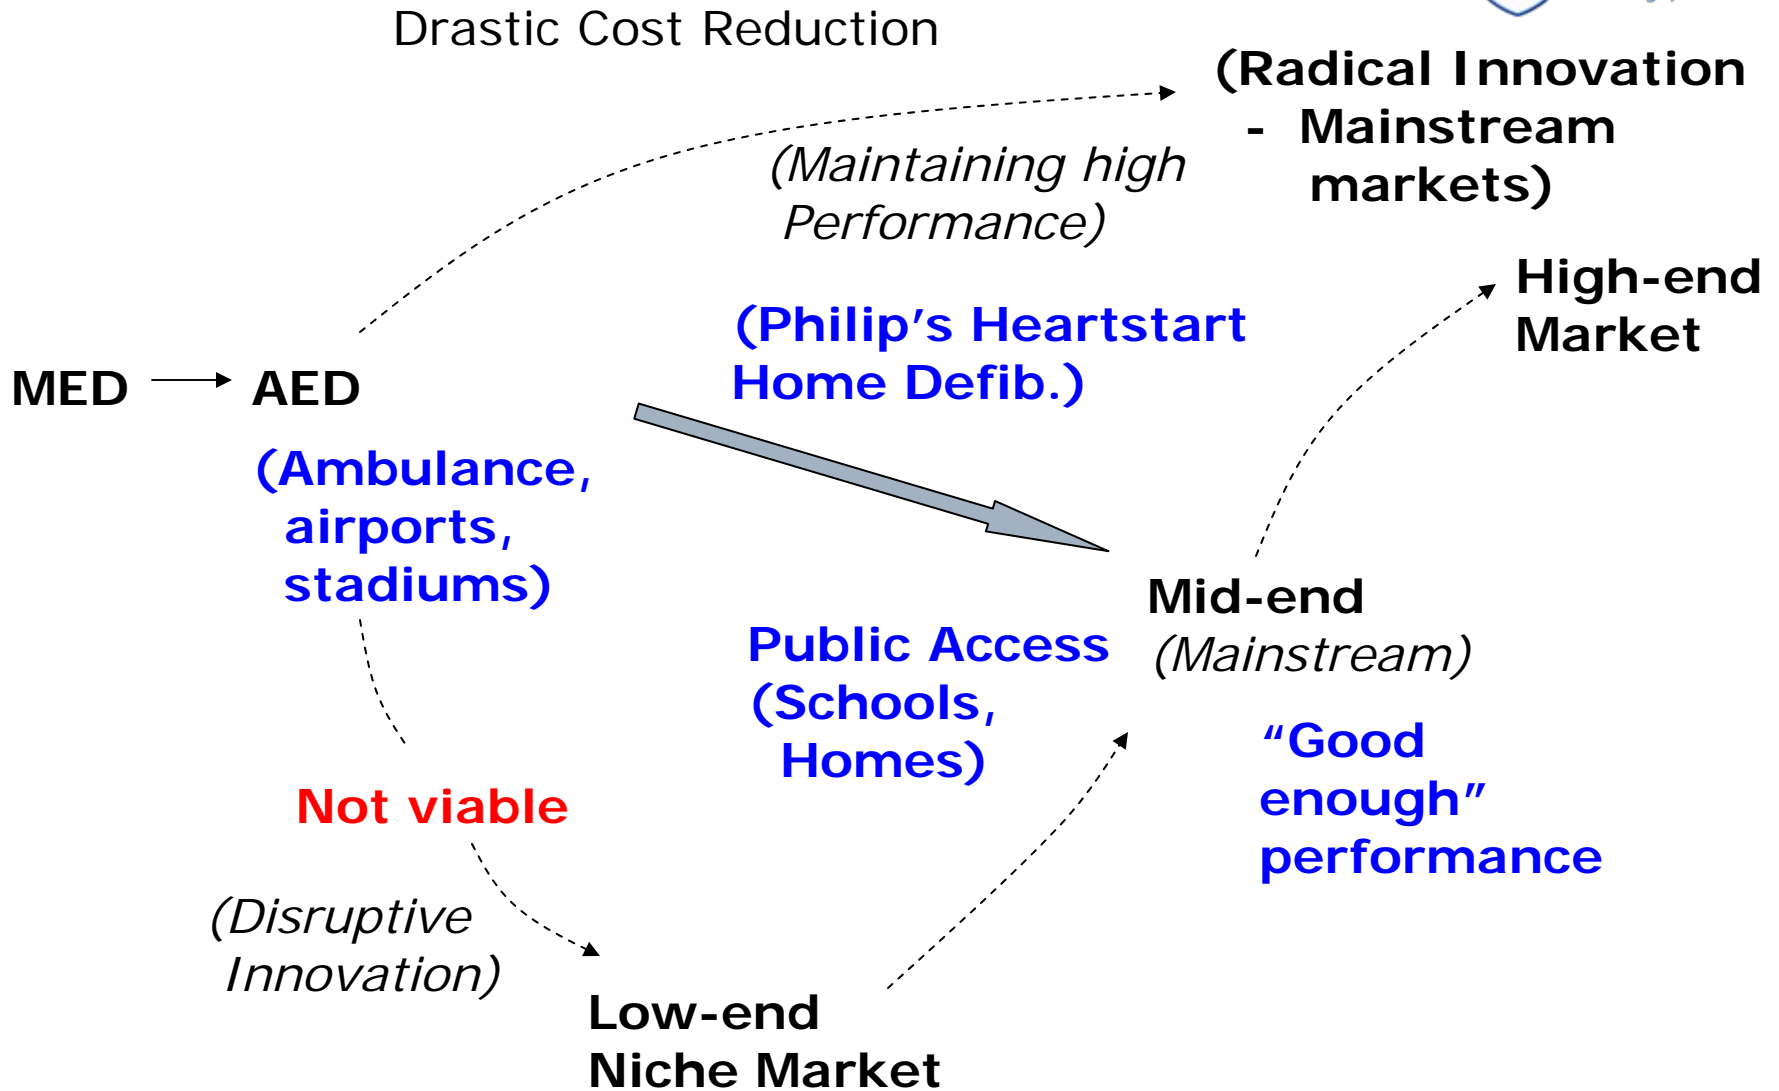 Drastic Cost Reduction
(Radical Innovation
- Mainstream
markets)
(Maintaining high
Performance)
High-end
Market
(Philip’s Heartstart
Home Defib.)
MED
AED
(Ambulance,
airports,
stadiums)
Mid-end
(Mainstream)
Public Access
(Schools,
Homes)
“Good
enough”
performance
Not viable
(Disruptive
Innovation)
Low-end
Niche Market